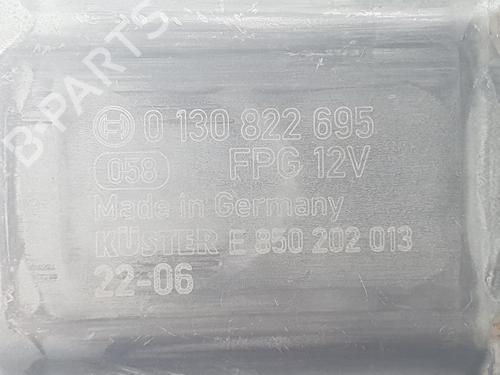 B-PARTS
0 130 822 695
058 FPG 12V
Made in Germany
KÜSTER E 850 202 013
22-06